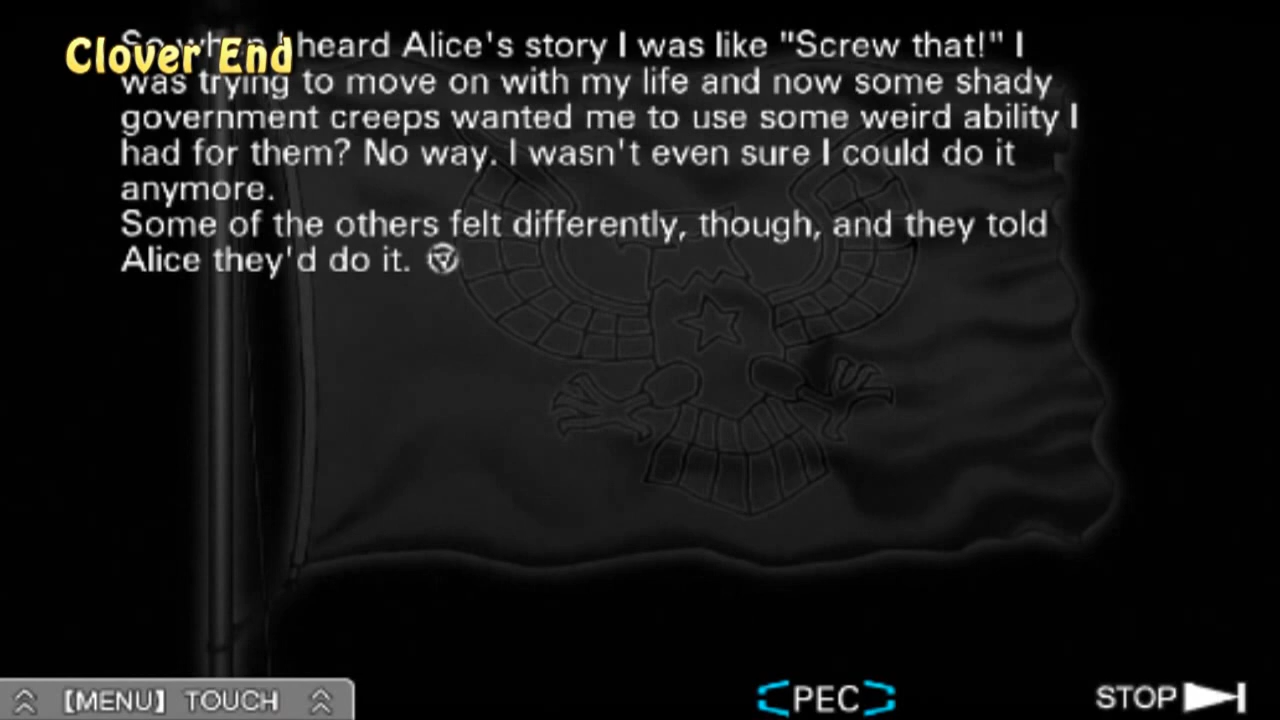 Clover End
So when I heard Alice's story I was like "Screw that!" I
was trying to move on with my life and now some shady
government creeps wanted me to use some weird ability I
had for them? No way. I wasn't even sure I could do it
anymore.
Some of the others felt differently, though, and they told
Alice they'd do it.
[MENU] TOUCH
PEC
STOP